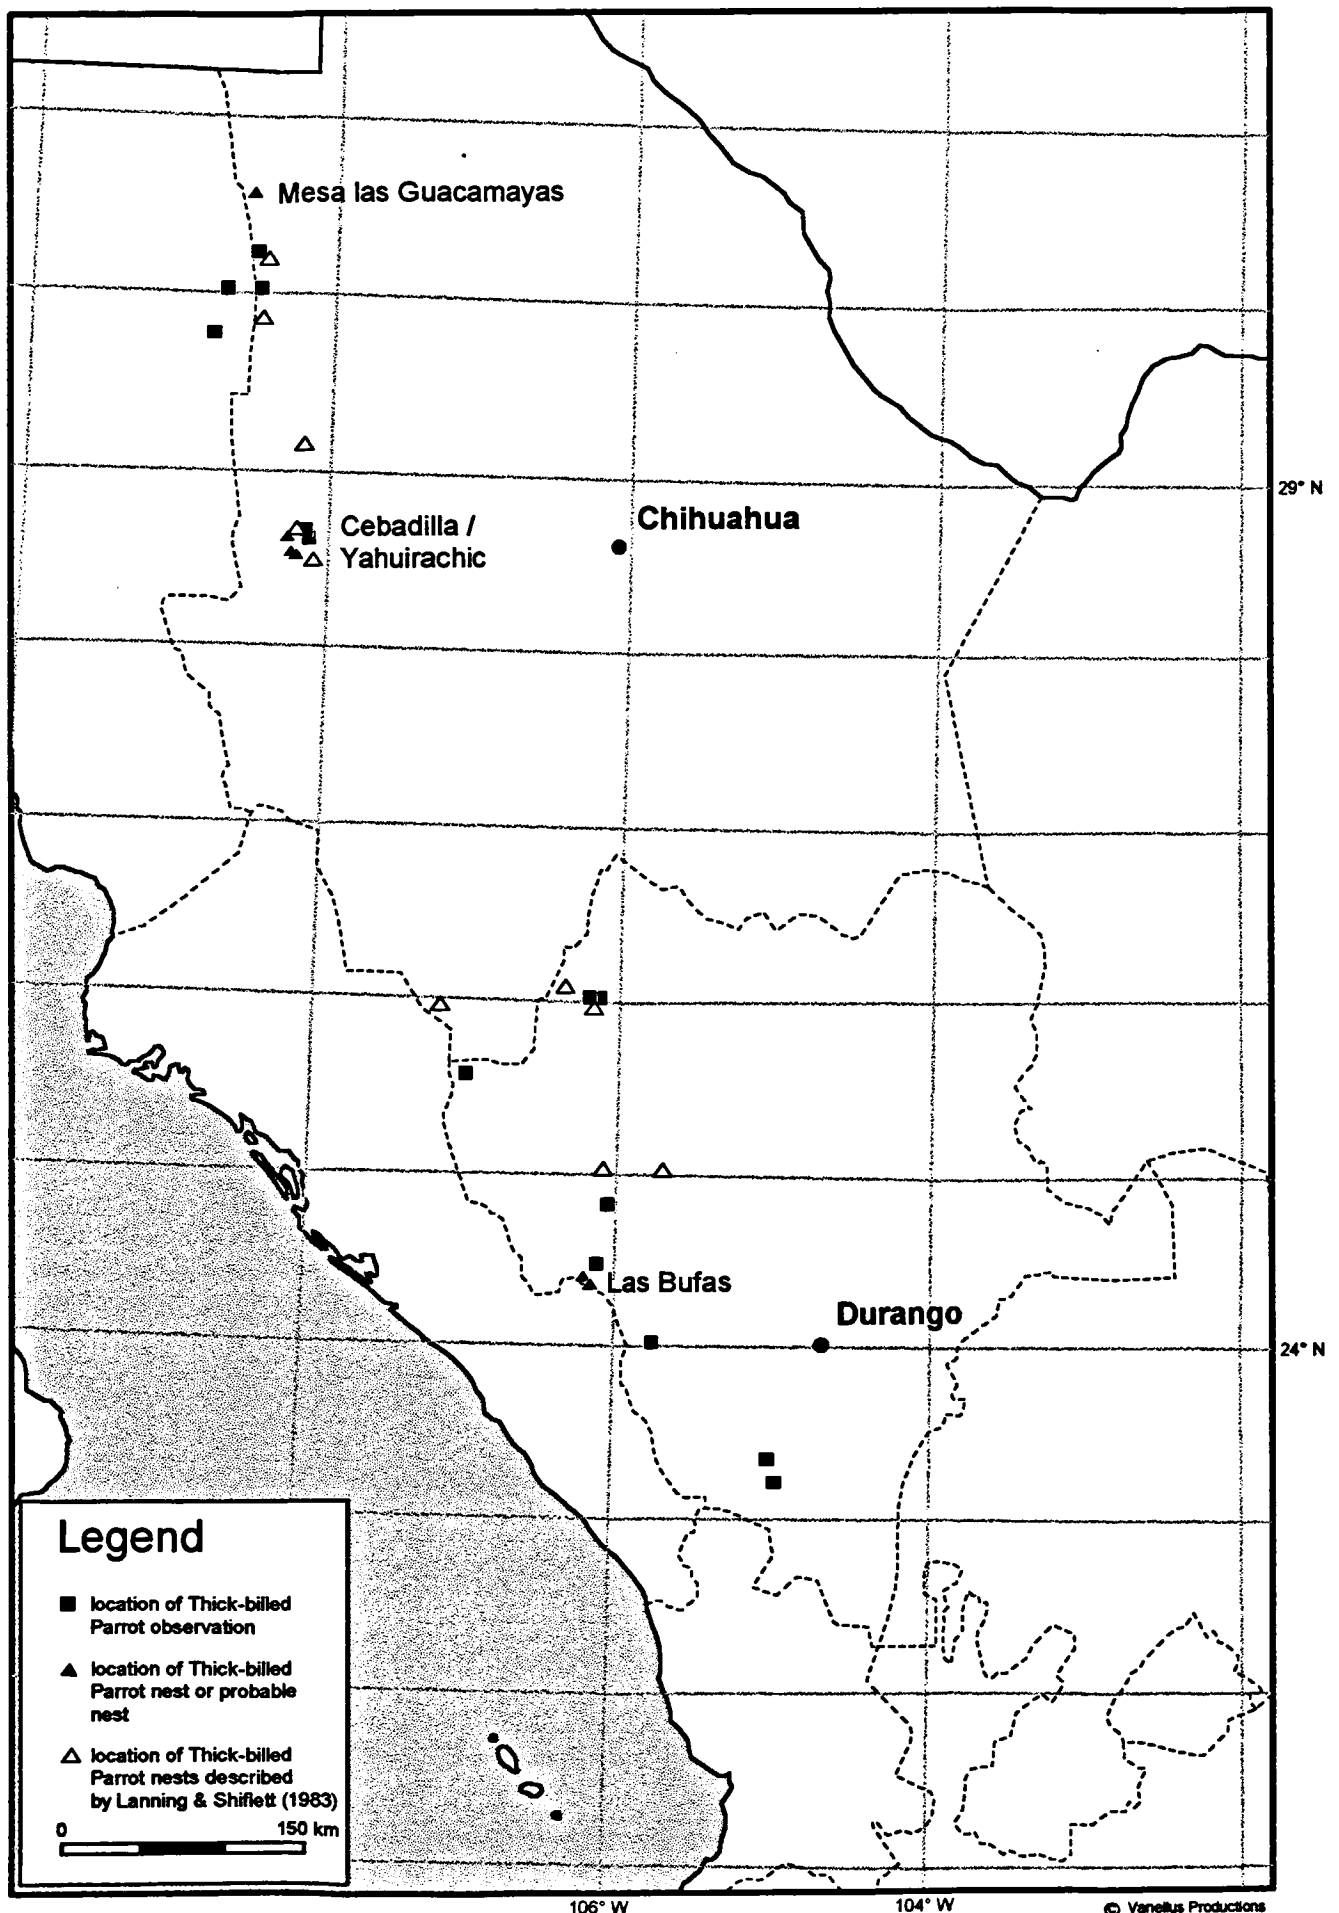 Mesa las Guacamayas
Cebadilla /
Yahuirachic
Chihuahua
29° N
Las Bufas
Durango
24° N
Legend
location of Thick-billed
Parrot observation
location of Thick-billed
Parrot nest or probable
nest
location of Thick-billed
Parrot nests described
by Lanning & Shiflett (1983)
0 150 km
106° W 104° W
© Vanellus Productions